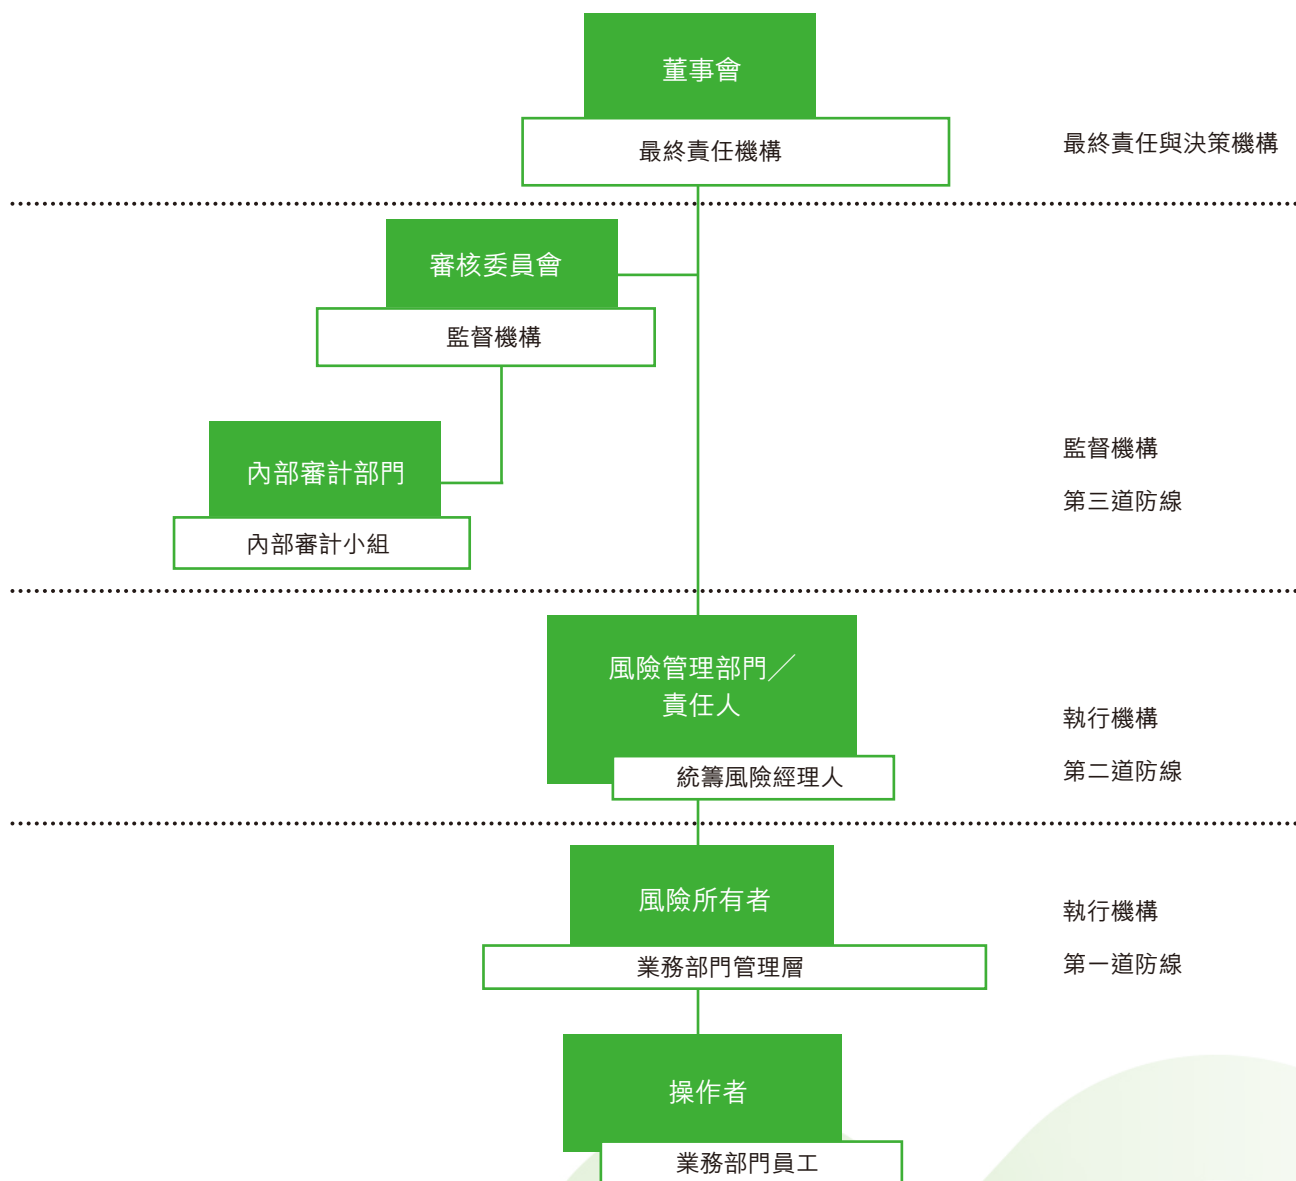 董事會
最終責任機構
最終責任與決策機構
審核委員會
監督機構
內部審計部門
內部審計小組
監督機構
第三道防線
風險管理部門／
責任人
統籌風險經理人
執行機構
第二道防線
風險所有者
業務部門管理層
執行機構
第一道防線
操作者
業務部門員工